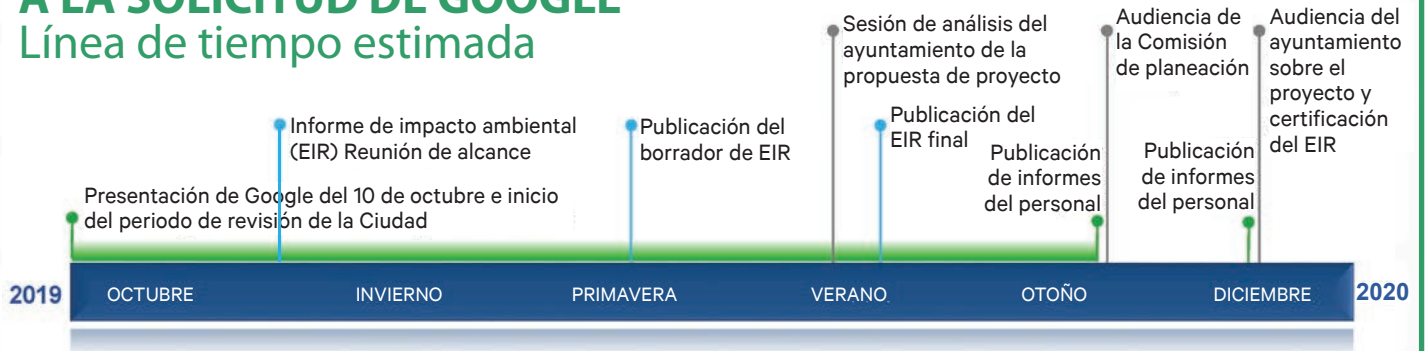 A LA SOLICITUD DE GOOGLE
Línea de tiempo estimada
Presentación de Google del 10 de octubre e inicio
del periodo de revisión de la Ciudad
Informe de impacto ambiental
(EIR) Reunión de alcance
Publicación del
borrador de EIR
Sesión de análisis del
ayuntamiento de la
propuesta de proyecto
Publicación del
EIR final
Publicación
de informes
del personal
Audiencia de
la Comisión
de planeación
Publicación
de informes
del personal
Audiencia del
ayuntamiento
sobre el
proyecto y
certificación
del EIR
2019 OCTUBRE INVIERNO PRIMAVERA VERANO OTOÑO DICIEMBRE 2020